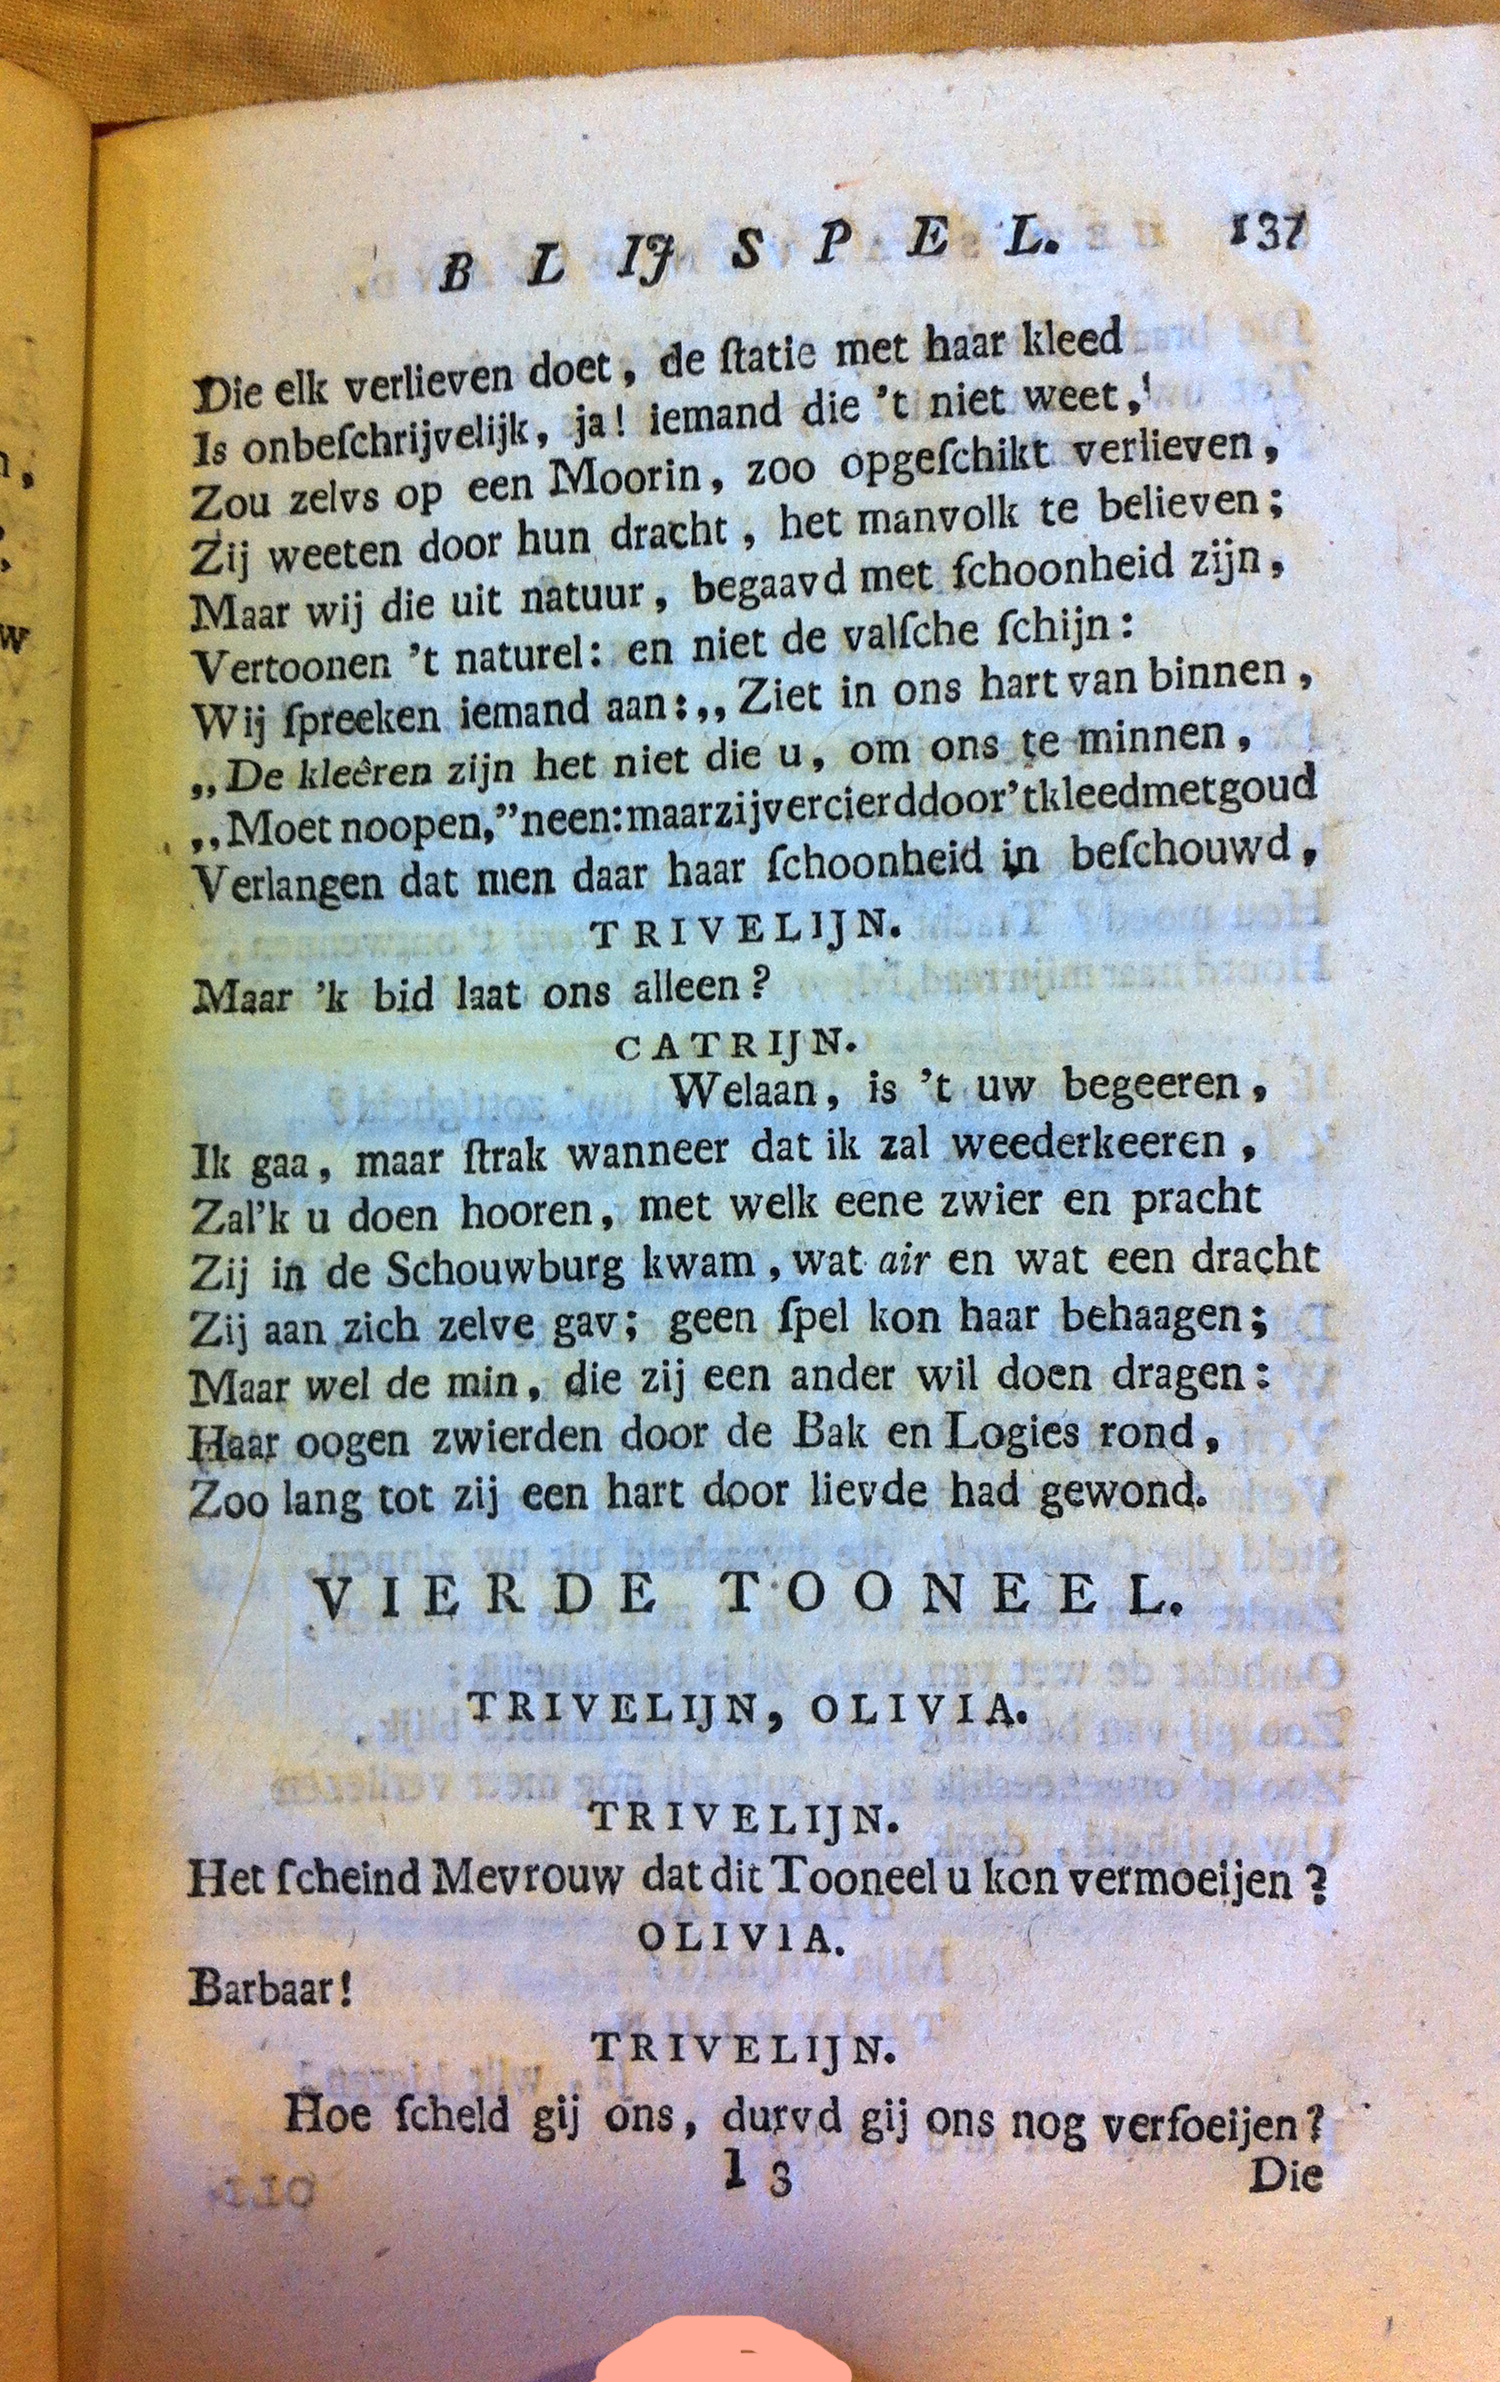 B L IJ S P E L. 137
Die elk verlieven doet, de ſtatie met haar kleed
Is onbeſchrijvelijk, ja! iemand die 't niet weet,
Zou zelvs op een Moorin, zoo opgeſchikt verlieven,
Zij weeten door hun dracht, het manvolk te believen;
Maar wij die uit natuur, begaavd met ſchoonheid zijn,
Vertoonen 't naturel: en niet de valſche ſchijn:
Wij ſpreeken iemand aan: ,,Ziet in ons hart van binnen,
,,De kleêren zijn het niet die u, om ons te minnen,
,,Moet noopen,” neen: maar zij vercierd door 't kleed met goud
Verlangen dat men daar haar ſchoonheid in beſchouwd,
TRIVELIJN.
Maar 'k bid laat ons alleen?
CATRIJN.
Welaan, is 't uw begeeren,
Ik gaa, maar ſtrak wanneer dat ik zal weederkeeren,
Zal'k u doen hooren, met welk eene zwier en pracht
Zij in de Schouwburg kwam, wat air en wat een dracht
Zij aan zich zelve gav; geen ſpel kon haar behaagen;
Maar wel de min, die zij een ander wil doen dragen:
Haar oogen zwierden door de Bak en Logies rond,
Zoo lang tot zij een hart door lievde had gewond.
VIERDE TOONEEL.
TRIVELIJN, OLIVIA.
TRIVELIJN.
Het ſcheind Mevrouw dat dit Tooneel u kon vermoeijen?
OLIVIA.
Barbaar!
TRIVELIJN.
Hoe ſcheld gij ons, durvd gij ons nog verfoeijen?
I 3 Die